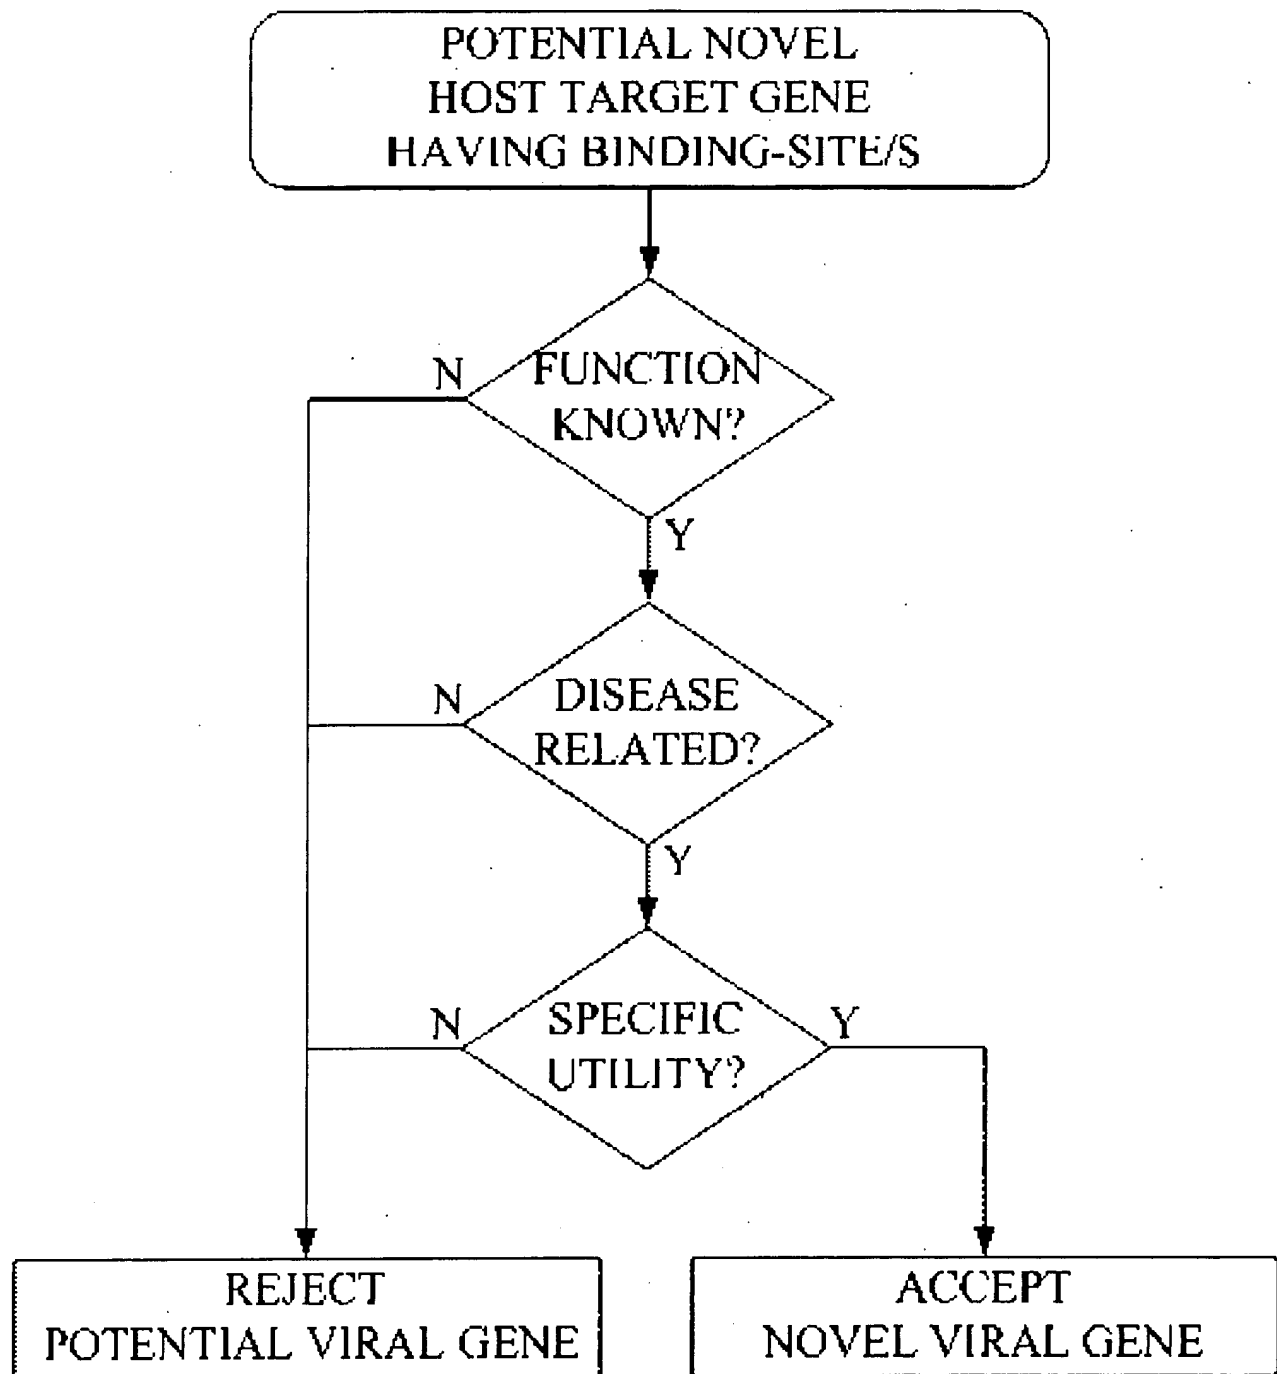 POTENTIAL NOVEL
HOST TARGET GENE
HAVING BINDING-SITE/S
N
FUNCTION
KNOWN?
Y
N
DISEASE
RELATED?
Y
N
SPECIFIC
UTILITY?
Y
REJECT
POTENTIAL VIRAL GENE
ACCEPT
NOVEL VIRAL GENE